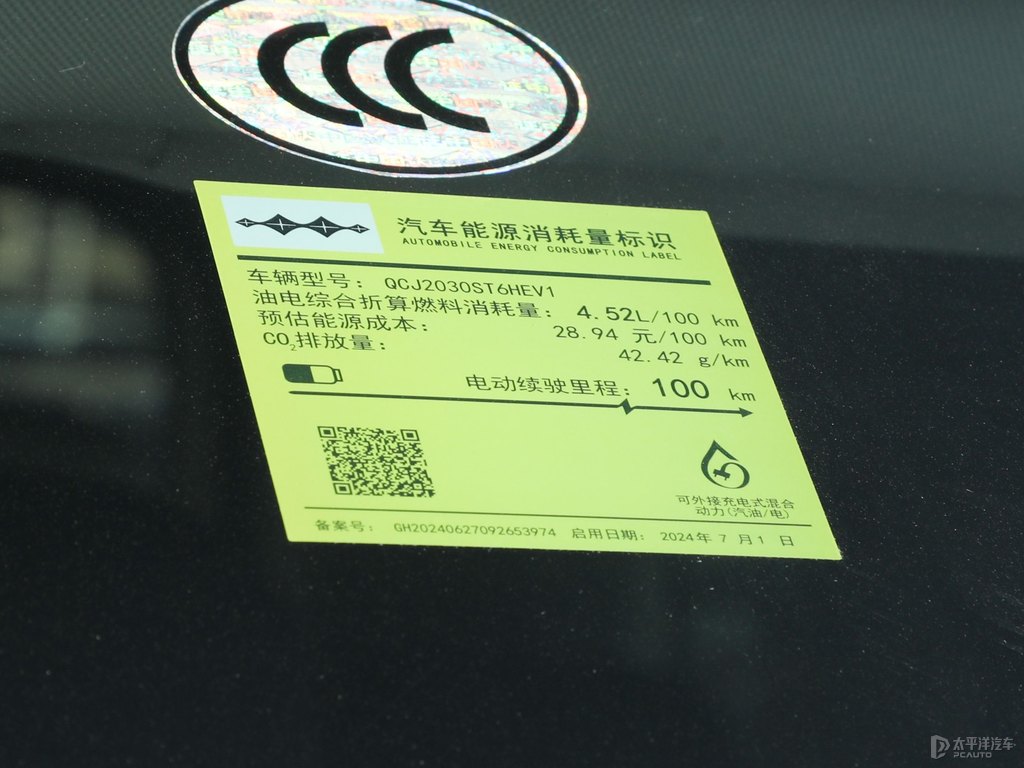 CCC
汽车能源消耗量标识
AUTOMOBILE ENERGY CONSUMPTION LABEL
车辆型号: QCJ2030ST6HEV1
油电综合折算燃料消耗量: 4.52L/100 km
预估能源成本: 28.94 元/100 km
CO₂排放量: 42.42 g/km
电动续驶里程: 100 km
可外接充电式混合
动力(汽油/电)
备案号: GH20240627092653974 启用日期: 2024年 7 月 1 日
太平洋汽车
PCAUTO